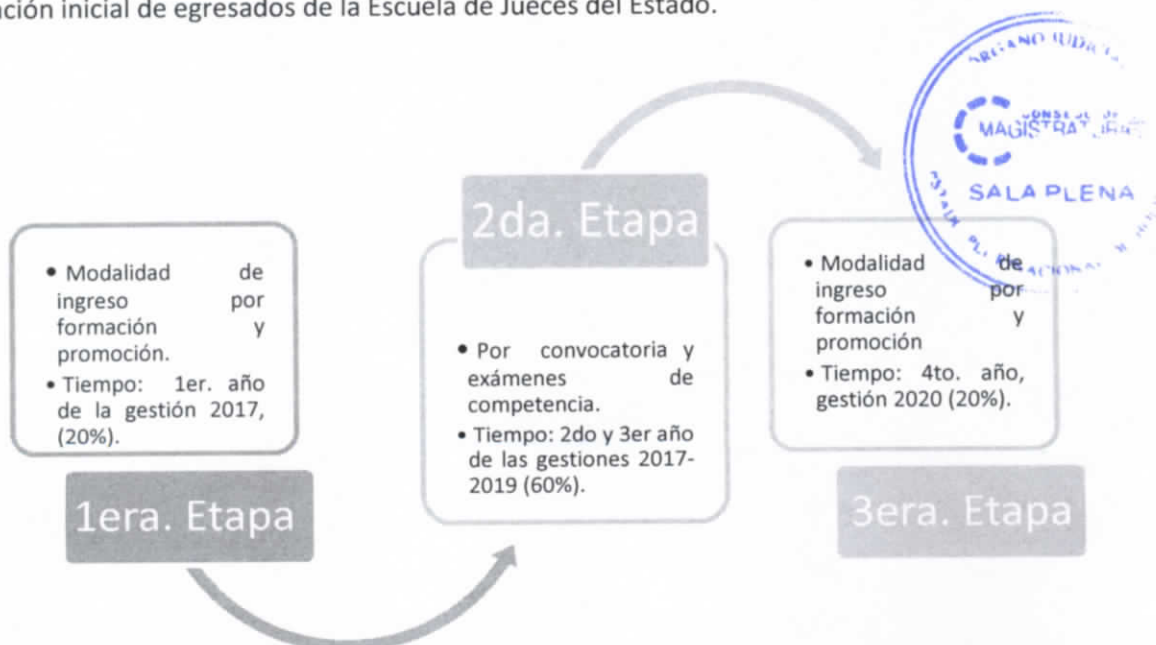 ación inicial de egresados de la Escuela de Jueces del Estado.
• Modalidad de
ingreso por
formación y
promoción.
• Tiempo: 1er. año
de la gestión 2017,
(20%).
1era. Etapa
2da. Etapa
• Por convocatoria y
exámenes de
competencia.
• Tiempo: 2do y 3er año
de las gestiones 2017-
2019 (60%).
• Modalidad de
ingreso por
formación y
promoción
• Tiempo: 4to. año,
gestión 2020 (20%).
3era. Etapa
SALA PLENA